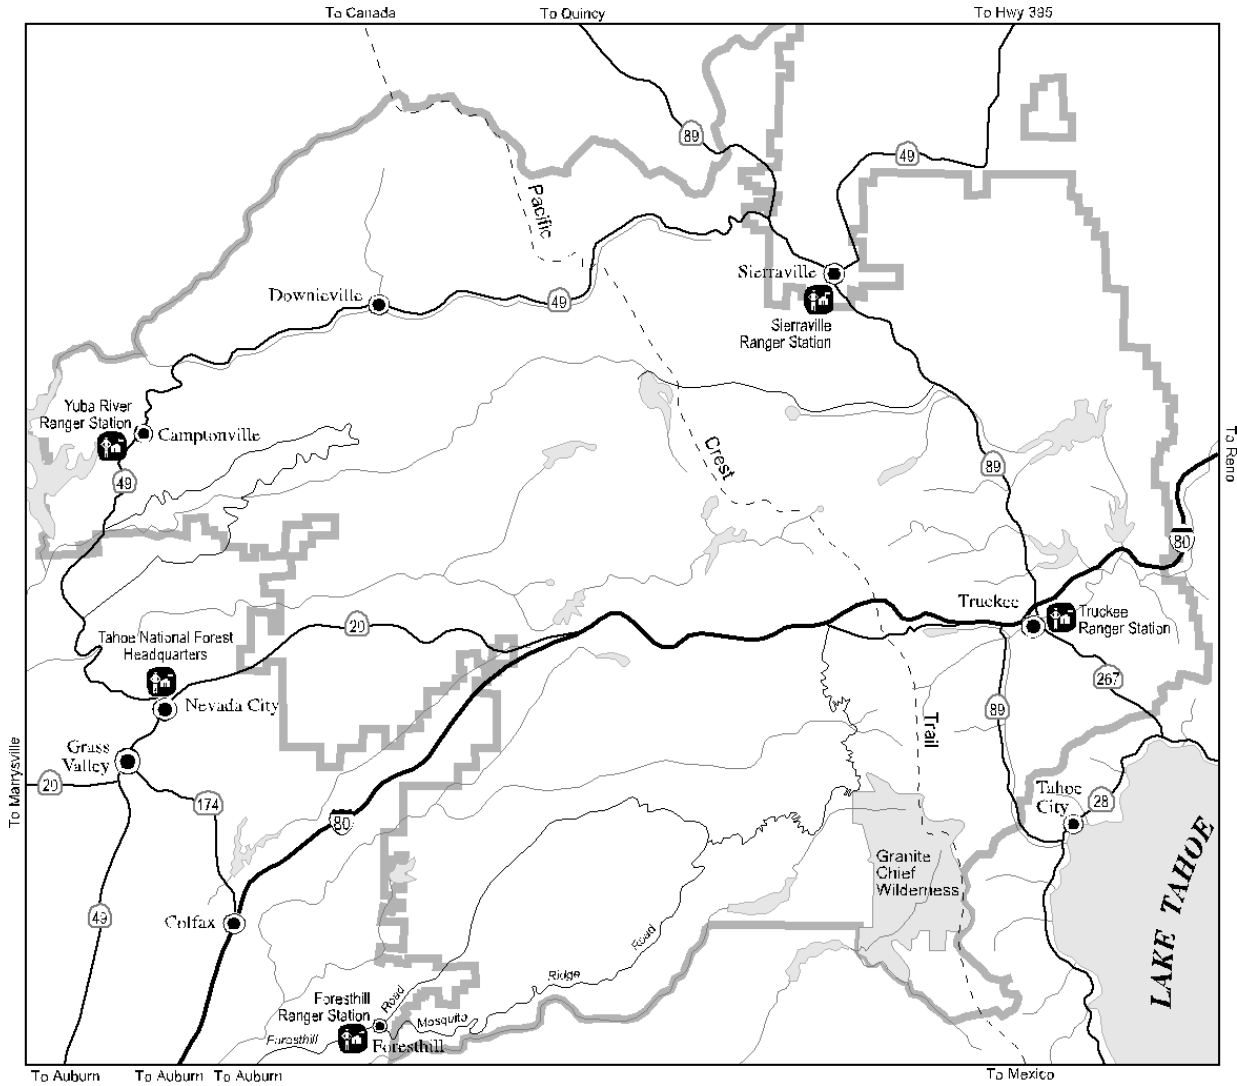 To Canada
To Quincy
To Hwy 395
89
49
Pacific
Sierraville
Downieville
49
Sierraville
Ranger Station
Yuba River
Ranger Station
Camptonville
To Reno
Crest
89
49
80
Truckee
Truckee
Ranger Station
20
Tahoe National Forest
Headquarters
267
Nevada City
89
Trail
Grass
Valley
To Marrysville
20
174
Tahoe
City
28
80
Granite
Chief
Wilderness
LAKE TAHOE
49
Colfax
Road
Ridge
Foresthill
Ranger Station
Road
Mosquito
Foresthill
Foresthill
To Auburn
To Auburn
To Auburn
To Mexico